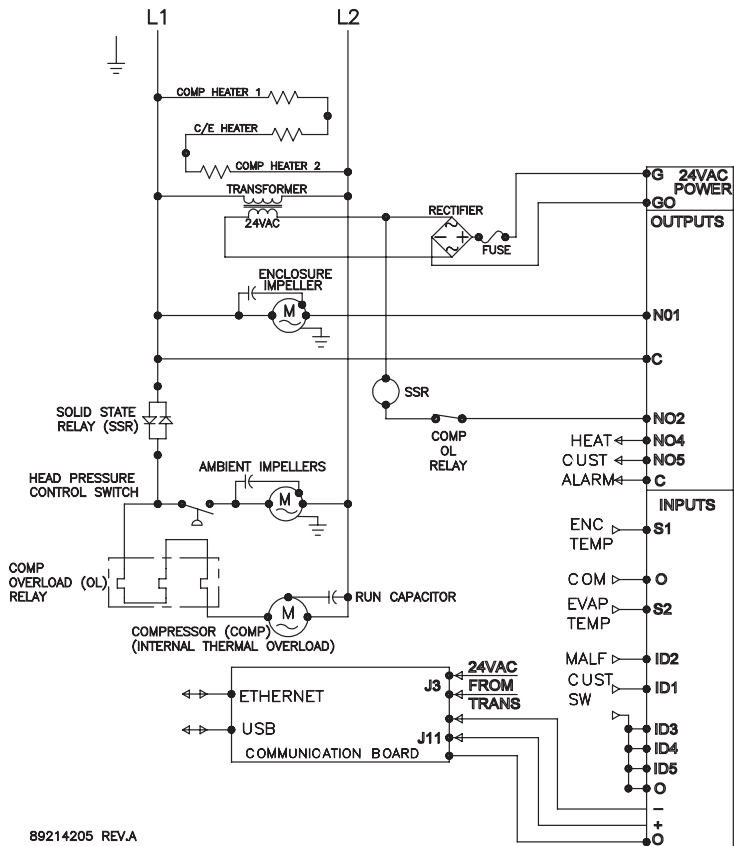 L1
L2
COMP HEATER 1
C/E HEATER
COMP HEATER 2
TRANSFORMER
24VAC
RECTIFIER
- +
FUSE
G
24VAC
POWER
GO
OUTPUTS
ENCLOSURE
IMPELLER
M
N01
C
SSR
SOLID STATE
RELAY (SSR)
COMP
OL
RELAY
NO2
HEAT
NO4
CUST
NO5
ALARM
C
HEAD PRESSURE
CONTROL SWITCH
AMBIENT IMPELLERS
M
INPUTS
ENC
TEMP
S1
COMP
OVERLOAD (OL)
RELAY
COM
O
RUN CAPACITOR
EVAP
TEMP
S2
M
COMPRESSOR (COMP)
(INTERNAL THERMAL OVERLOAD)
MALF
ID2
CUST
SW
ID1
ID3
ID4
ID5
O
-
+
O
J3
24VAC
FROM
TRANS
ETHERNET
USB
J11
COMMUNICATION BOARD
89214205 REV.A